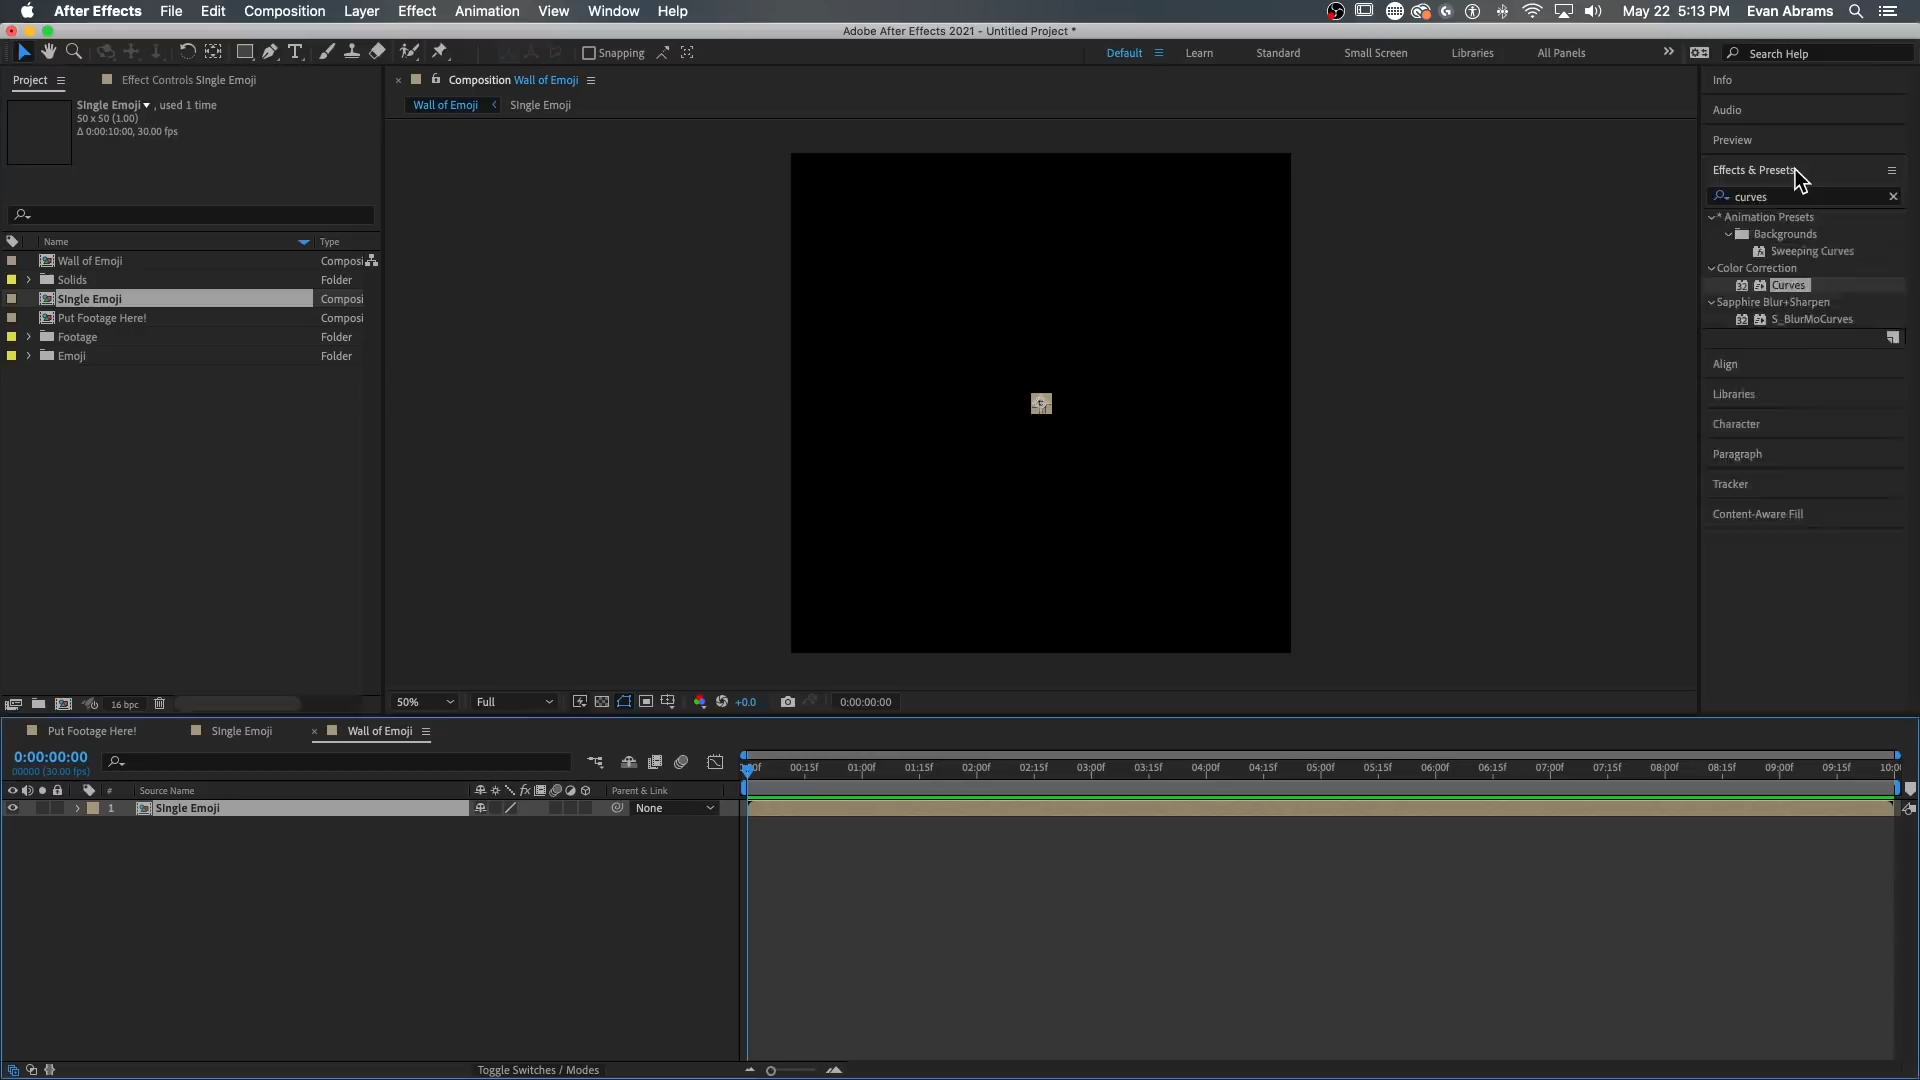 After Effects File Edit Composition Layer Effect Animation View Window Help May 22 5:13 PM Evan Abrams
Adobe After Effects 2021 - Untitled Project *
Snapping Default Learn Standard Small Screen Libraries All Panels Search Help
Project Effect Controls SIngle Emoji
SIngle Emoji , used 1 time
50 x 50 (1.00)
Δ 0:00:10:00, 30.00 fps
Name Type
Wall of Emoji Composi
Solids Folder
SIngle Emoji Composi
Put Footage Here! Composi
Footage Folder
Emoji Folder
16 bpc
Composition Wall of Emoji
Wall of Emoji SIngle Emoji
50% Full +0.0 0:00:00:00
Info
Audio
Preview
Effects & Presets
curves
* Animation Presets
Backgrounds
Sweeping Curves
Color Correction
32 Curves
Sapphire Blur+Sharpen
32 S_BlurMoCurves
Align
Libraries
Character
Paragraph
Tracker
Content-Aware Fill
Put Footage Here! SIngle Emoji Wall of Emoji
0:00:00:00
00000 (30.00 fps)
00f 00:15f 01:00f 01:15f 02:00f 02:15f 03:00f 03:15f 04:00f 04:15f 05:00f 05:15f 06:00f 06:15f 07:00f 07:15f 08:00f 08:15f 09:00f 09:15f 10:00
# Source Name fx Parent & Link
1 SIngle Emoji None
Toggle Switches / Modes